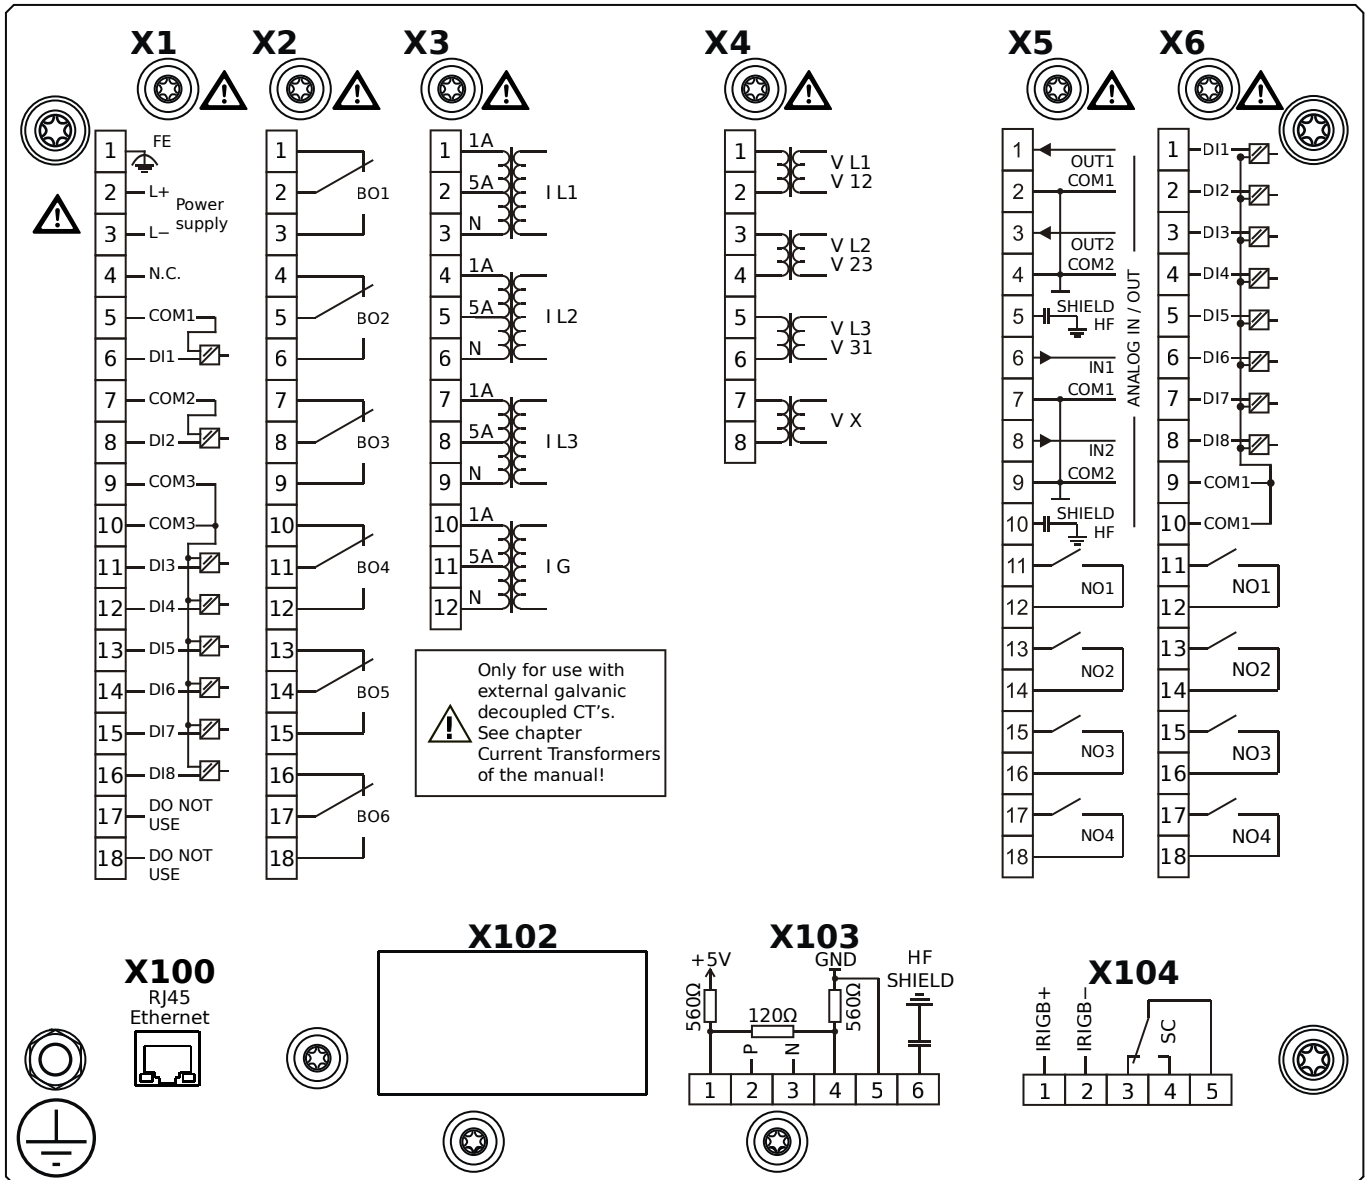 X1
X2
X3
X4
X5
X6
1
FE
2
L+
Power
supply
3
L−
4
N.C.
5
COM1
6
DI1
7
COM2
8
DI2
9
COM3
10
COM3
11
DI3
12
DI4
13
DI5
14
DI6
15
DI7
16
DI8
17
DO NOT
USE
18
DO NOT
USE
1
2
BO1
3
4
5
BO2
6
7
8
BO3
9
10
11
BO4
12
13
14
BO5
15
16
17
BO6
18
1
1A
2
5A
I L1
3
N
4
1A
5
5A
I L2
6
N
7
1A
8
5A
I L3
9
N
10
1A
11
5A
I G
12
N
Only for use with
external galvanic
decoupled CT's.
See chapter
Current Transformers
of the manual!
1
V L1
2
V 12
3
V L2
4
V 23
5
V L3
6
V 31
7
V X
8
1
OUT1
2
COM1
3
OUT2
4
COM2
5
SHIELD
HF
6
IN1
7
COM1
8
IN2
9
COM2
10
SHIELD
HF
ANALOG IN / OUT
11
NO1
12
13
NO2
14
15
NO3
16
17
NO4
18
1
DI1
2
DI2
3
DI3
4
DI4
5
DI5
6
DI6
7
DI7
8
DI8
9
COM1
10
COM1
11
NO1
12
13
NO2
14
15
NO3
16
17
NO4
18
X100
RJ45
Ethernet
X102
X103
+5V
GND
HF
SHIELD
560Ω
120Ω
560Ω
P
N
1 2 3 4 5 6
X104
IRIGB+
IRIGB−
SC
1 2 3 4 5